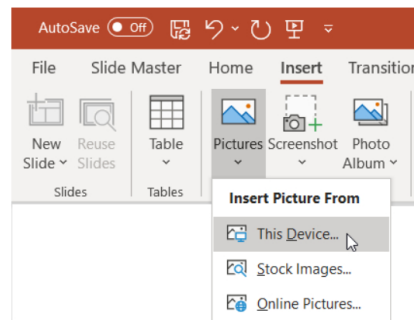 AutoSave Off
File Slide Master Home Insert Transition
New Slide Reuse Slides Table Pictures Screenshot Photo Album
Slides Tables
Insert Picture From
This Device...
Stock Images...
Online Pictures...